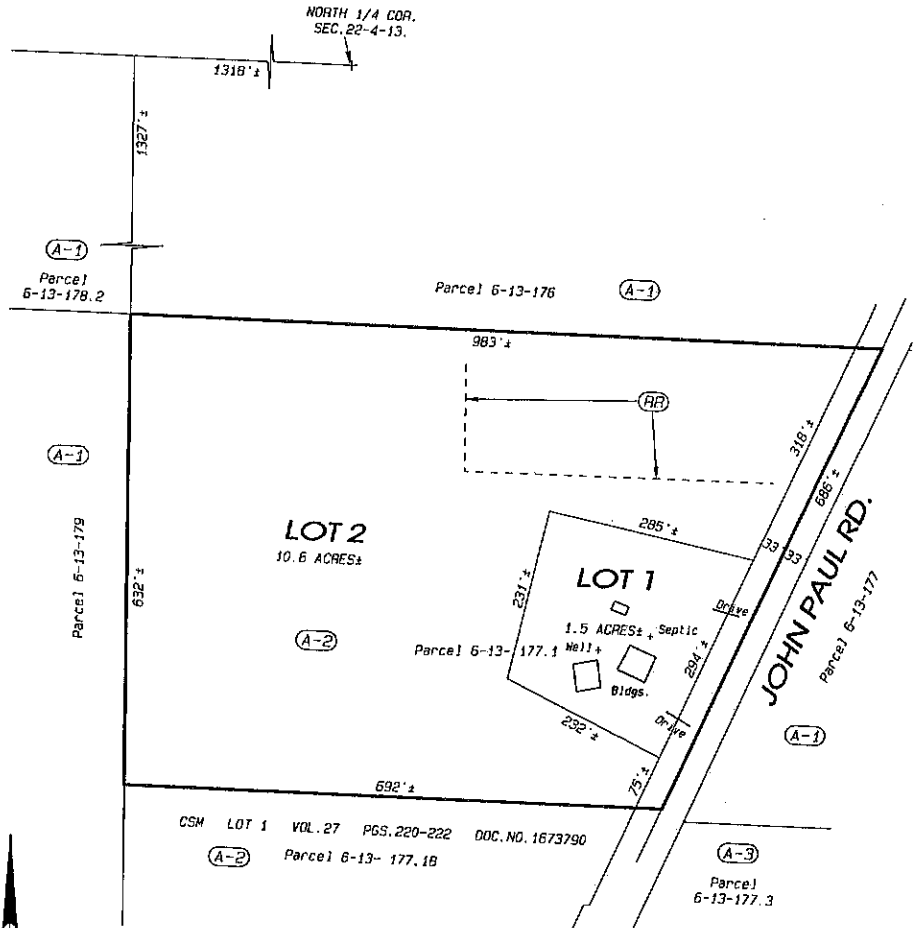 NORTH 1/4 COR.
SEC.22-4-13.
1318'±
1327'±
A-1
Parcel
6-13-178.2
Parcel 6-13-176
A-1
983'±
RR
A-1
318'±
686'±
Parcel 6-13-179
LOT 2
10.6 ACRES±
285'±
33 33
632'±
231'±
LOT 1
Drive
JOHN PAUL RD.
Parcel 6-13-177
1.5 ACRES± + Septic
A-2
Parcel 6-13- 177.1
Well +
294'±
Bldgs.
Drive
232'±
A-1
75'±
692'±
CSM LOT 1 VOL.27 PGS.220-222 DOC.NO.1673790
A-2
Parcel 6-13- 177.1B
A-3
Parcel
6-13-177.3